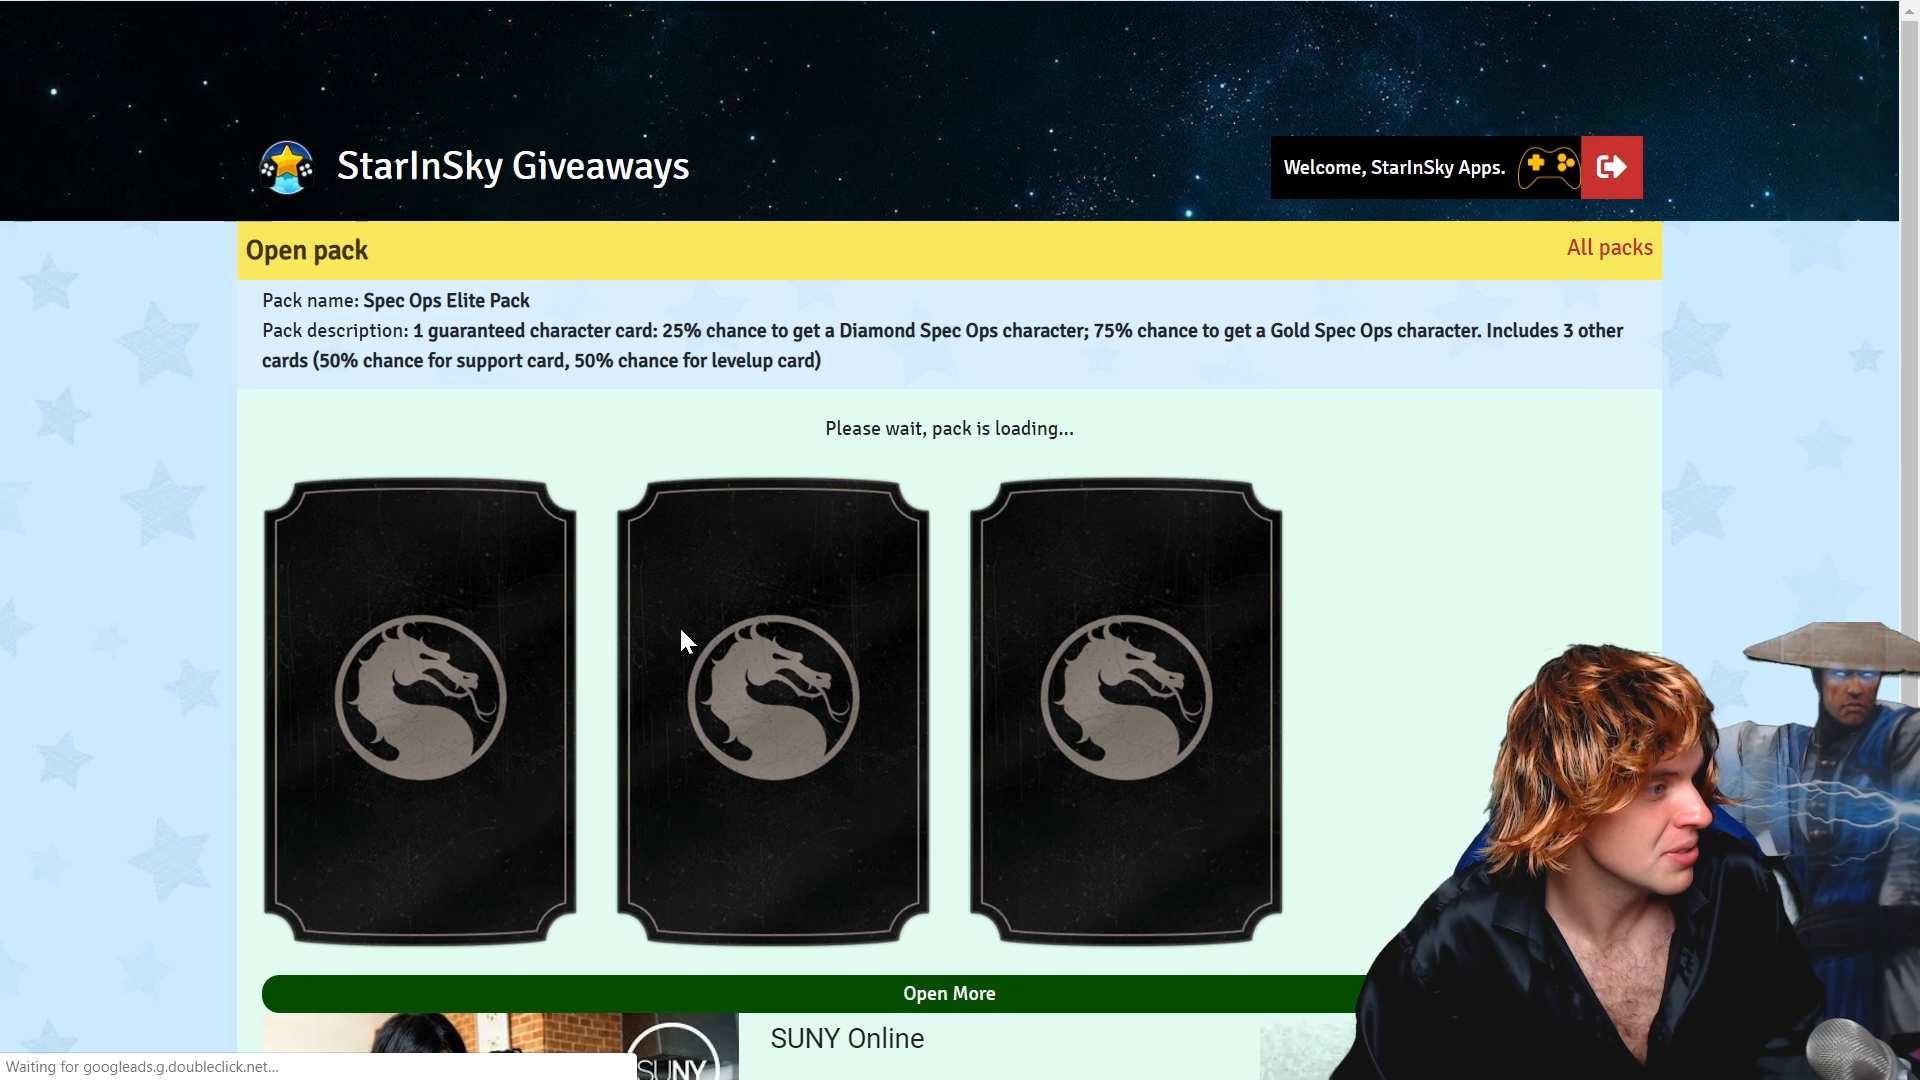 StarInSky Giveaways
Welcome, StarInSky Apps.
Open pack
All packs
Pack name: Spec Ops Elite Pack
Pack description: 1 guaranteed character card: 25% chance to get a Diamond Spec Ops character; 75% chance to get a Gold Spec Ops character. Includes 3 other
cards (50% chance for support card, 50% chance for levelup card)
Please wait, pack is loading...
Open More
SUNY
SUNY Online
Waiting for googleads.g.doubleclick.net...